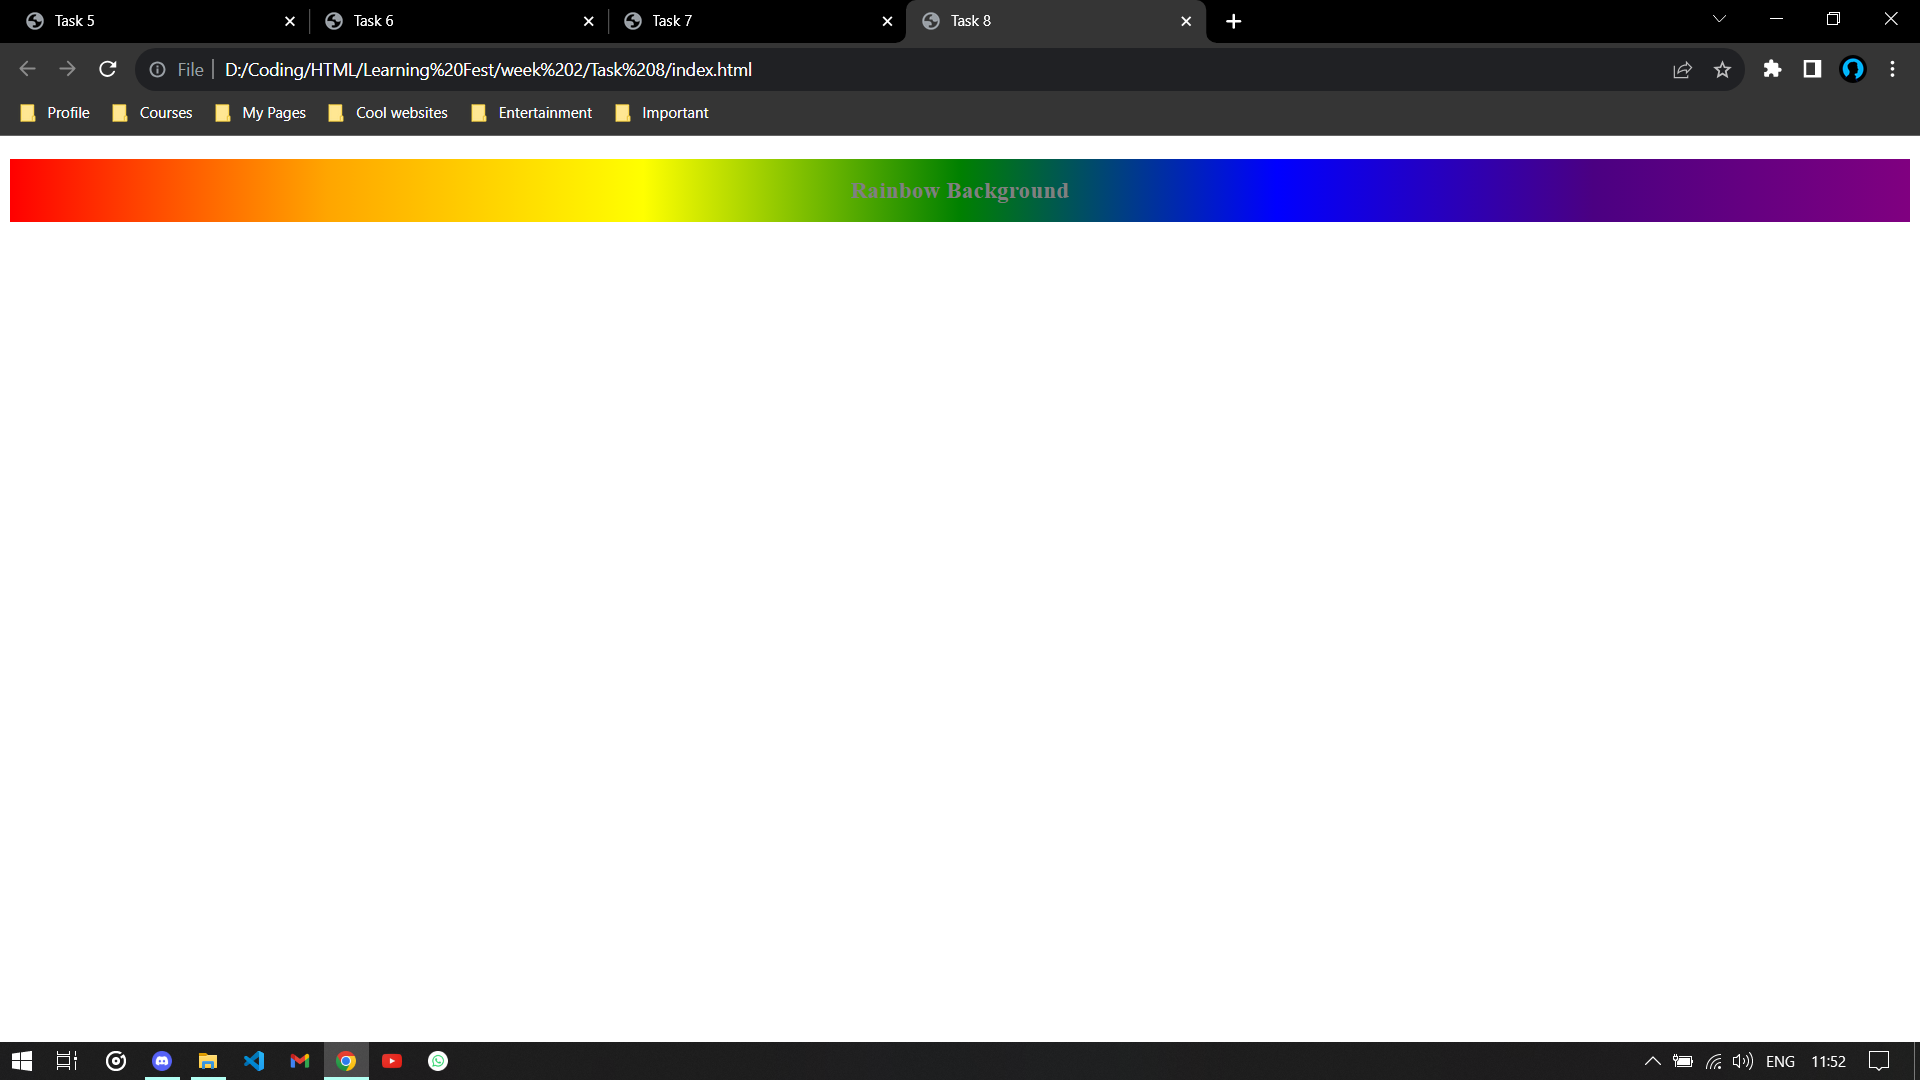 Task 5 Task 6 Task 7 Task 8
File D:/Coding/HTML/Learning%20Fest/week%202/Task%208/index.html
Profile Courses My Pages Cool websites Entertainment Important
Rainbow Background
ENG 11:52